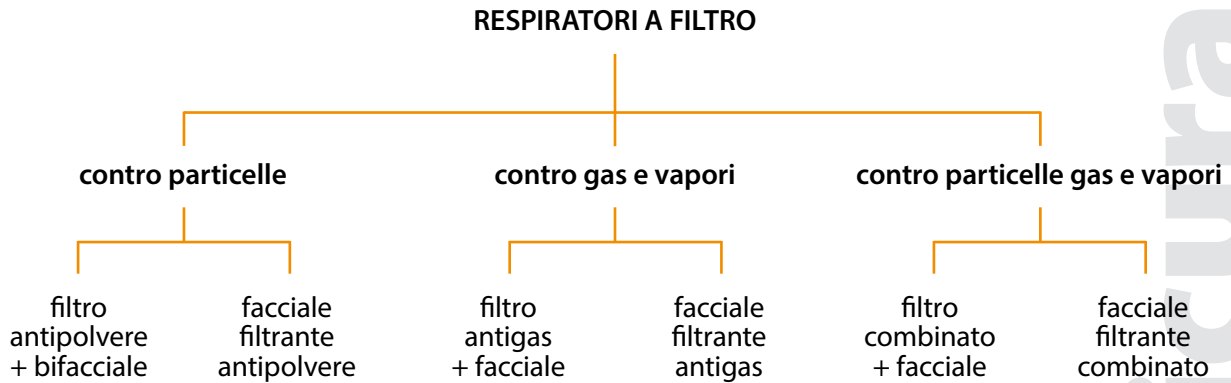 RESPIRATORI A FILTRO
contro particelle
contro gas e vapori
contro particelle gas e vapori
filtro
antipolvere
+ bifacciale
facciale
filtrante
antipolvere
filtro
antigas
+ facciale
facciale
filtrante
antigas
filtro
combinato
+ facciale
facciale
filtrante
combinato
icura